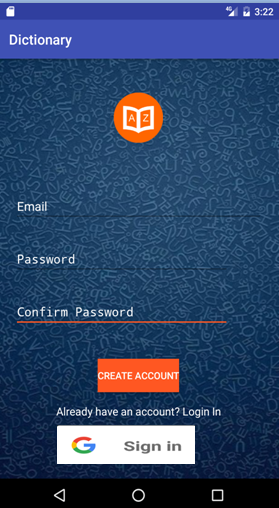 4G 3:22
Dictionary
A Z
Email
Password
Confirm Password
CREATE ACCOUNT
Already have an account? Login In
G Sign in